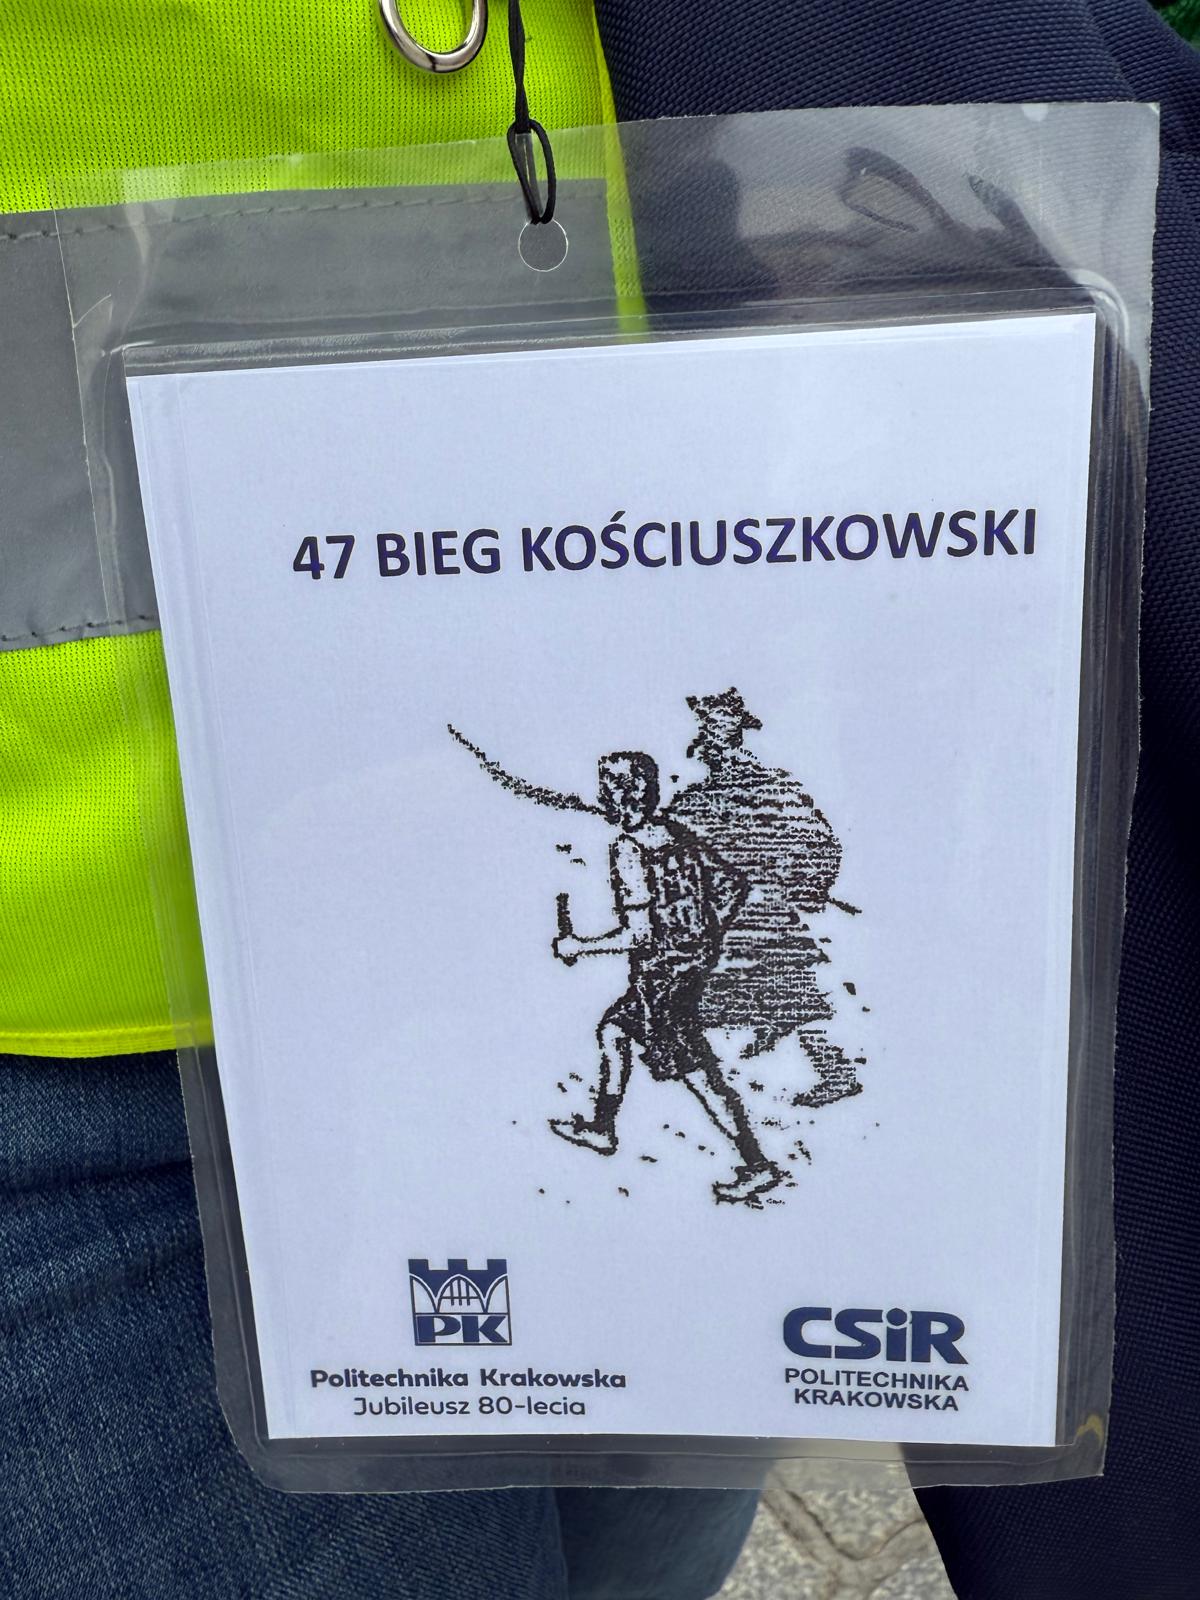 47 BIEG KOŚCIUSZKOWSKI
PK
Politechnika Krakowska
Jubileusz 80-lecia
CSiR
POLITECHNIKA
KRAKOWSKA